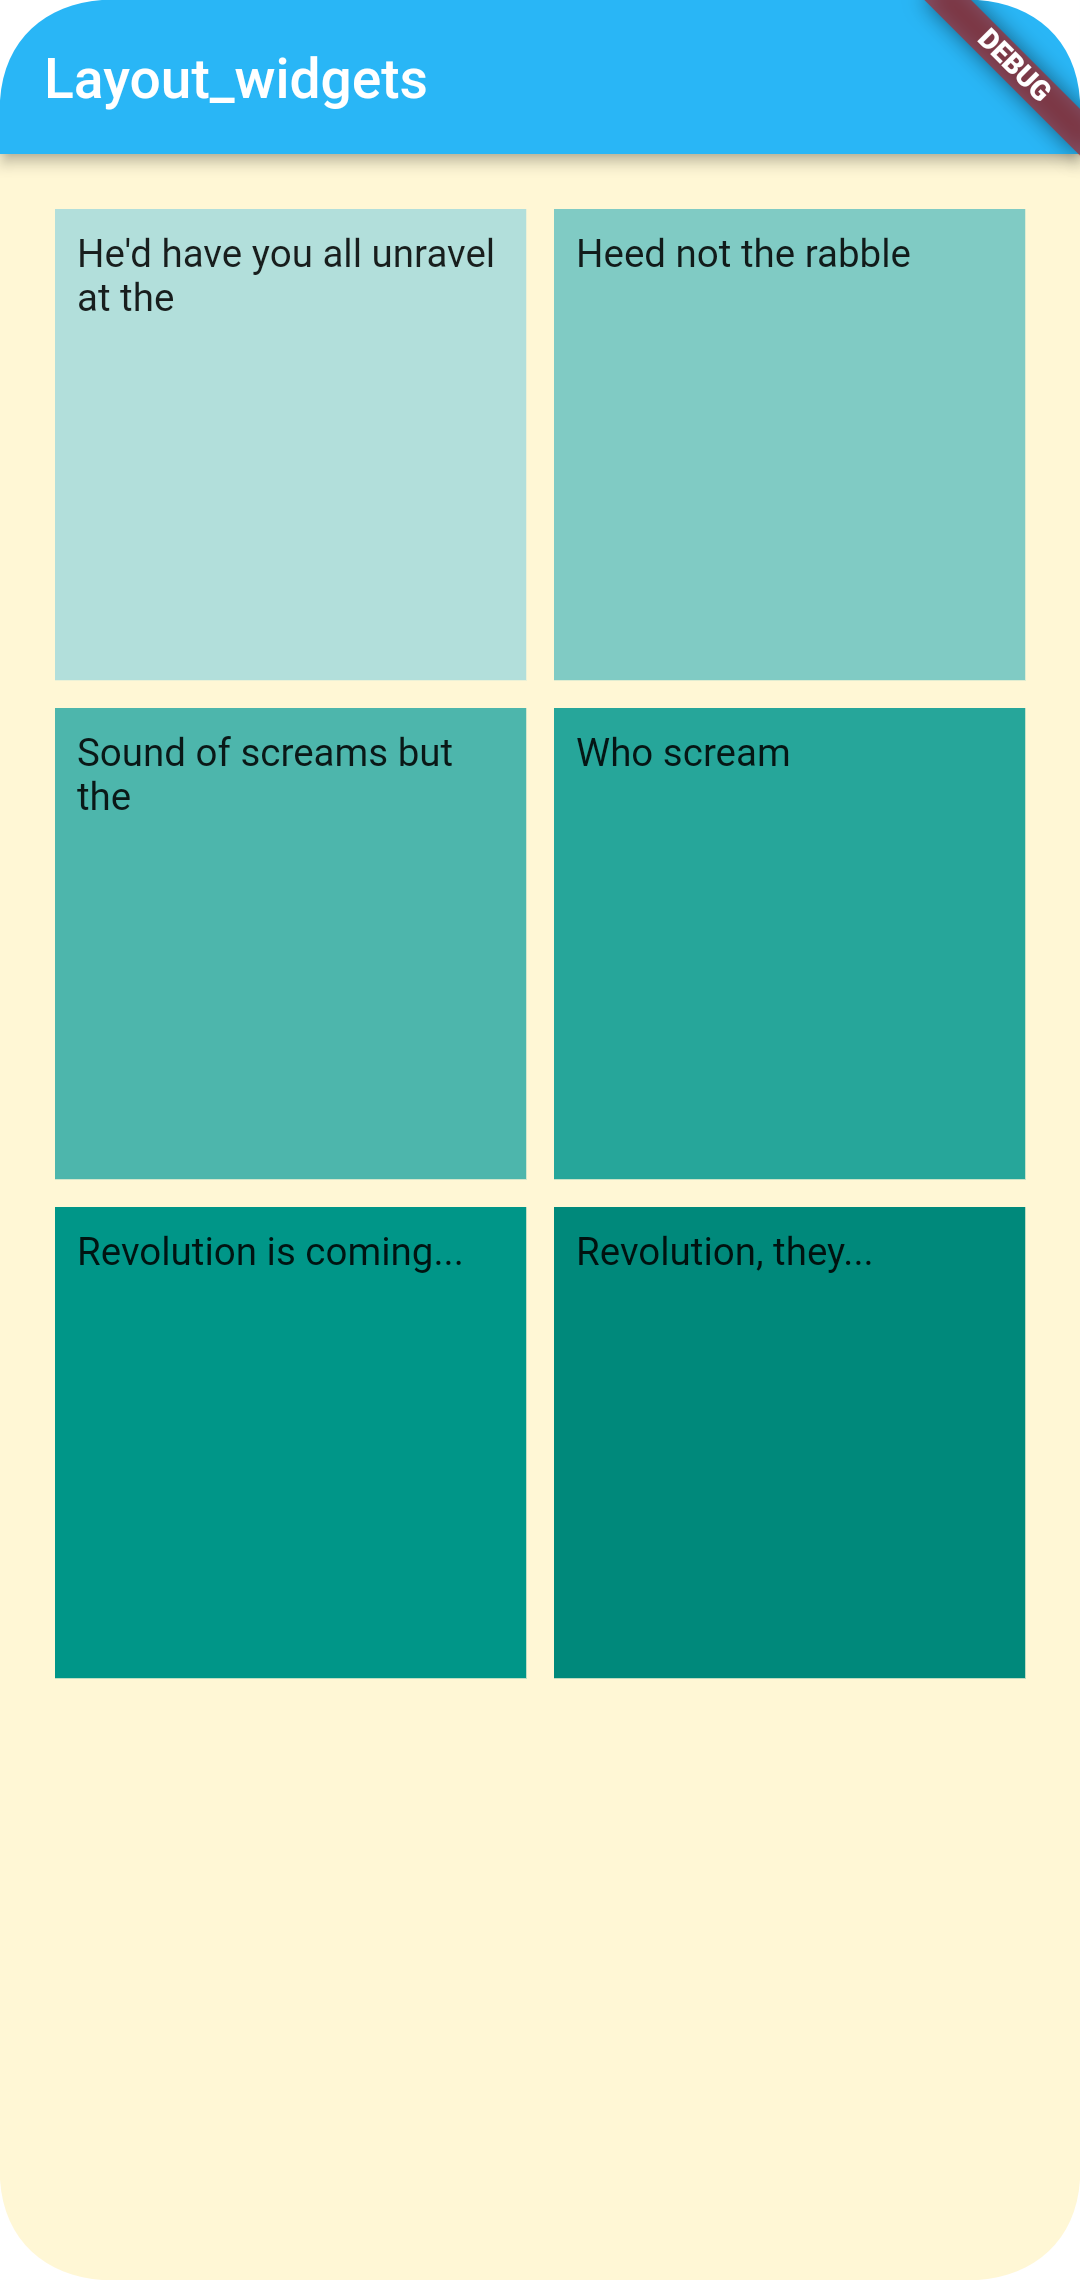 Layout_widgets
DEBUG
He'd have you all unravel
at the
Heed not the rabble
Sound of screams but
the
Who scream
Revolution is coming...
Revolution, they...